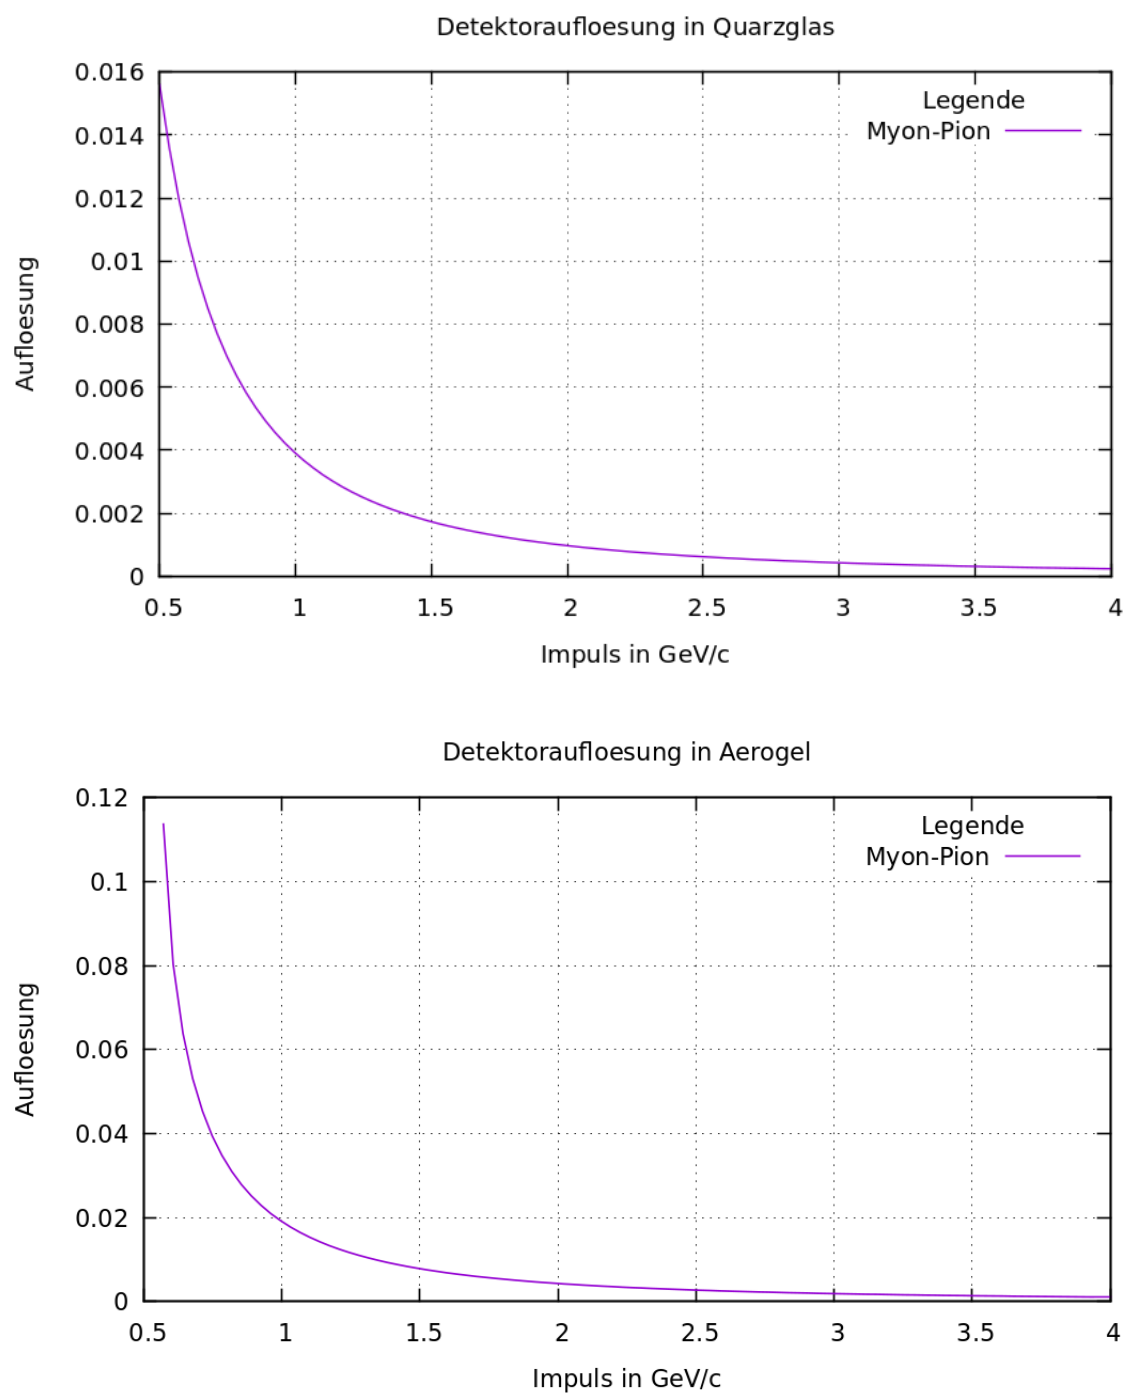 Detektoraufloesung in Quarzglas
0.016
0.014
0.012
0.01
0.008
0.006
0.004
0.002
0
Aufloesung
Legende
Myon-Pion
0.5 1 1.5 2 2.5 3 3.5 4
Impuls in GeV/c
Detektoraufloesung in Aerogel
0.12
0.1
0.08
0.06
0.04
0.02
0
Aufloesung
Legende
Myon-Pion
0.5 1 1.5 2 2.5 3 3.5 4
Impuls in GeV/c